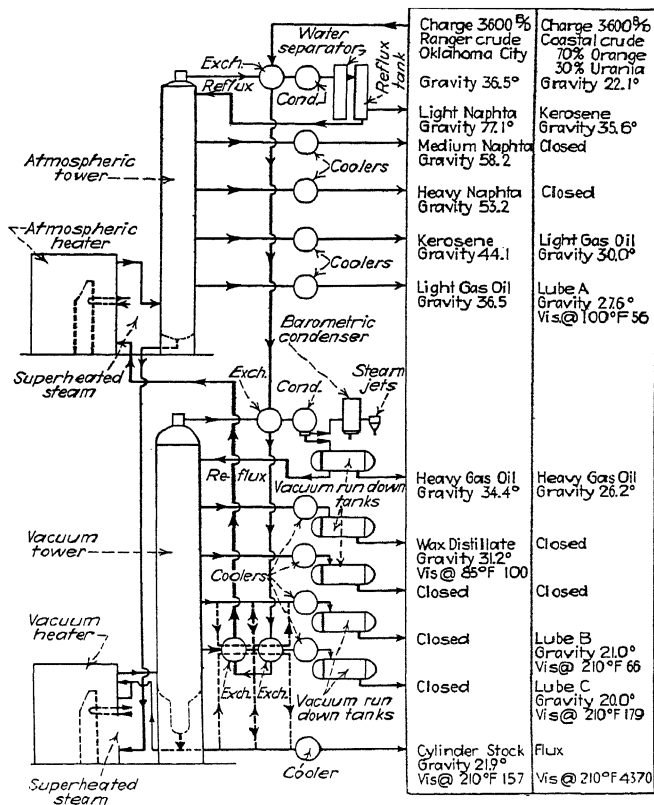 Exch.
Water
separator
Reflux
Cond.
Reflux
tank
Atmospheric
tower
Coolers
Atmospheric
heater
Coolers
Superheated
steam
Barometric
condenser
Exch.
Cond.
Steam
jets
Reflux
Vacuum run down
tanks
Vacuum
tower
Coolers
Vacuum
heater
Exch.
Exch.
Vacuum run
down tanks
Superheated
steam
Cooler
Charge 3600 B/D
Ranger crude
Oklahoma City
Gravity 36.5°
Light Naphta
Gravity 77.1°
Medium Naphta
Gravity 58.2
Heavy Naphta
Gravity 53.2
Kerosene
Gravity 44.1
Light Gas Oil
Gravity 36.5
Heavy Gas Oil
Gravity 34.4°
Wax Distillate
Gravity 31.2°
Vis @ 85°F 100
Closed
Closed
Closed
Cylinder Stock
Gravity 21.9°
Vis@ 210°F 157
Charge 3600 B/D
Coastal crude
70% Orange
30% Urania
Gravity 22.1°
Kerosene
Gravity 35.6°
Closed
Closed
Light Gas Oil
Gravity 30.0°
Lube A
Gravity 27.6°
Vis.@ 100°F 56
Heavy Gas Oil
Gravity 26.2°
Closed
Closed
Lube B
Gravity 21.0°
Vis@ 210°F 66
Lube C
Gravity 20.0°
Vis@ 210°F 179
Flux
Vis@ 210°F 4370